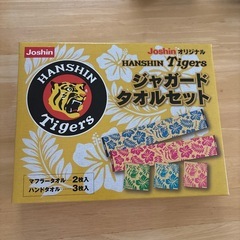 Joshin
HANSHIN
Tigers
Joshin オリジナル
HANSHIN Tigers
ジャガード
タオルセット
マフラータオル 2枚入
ハンドタオル 3枚入